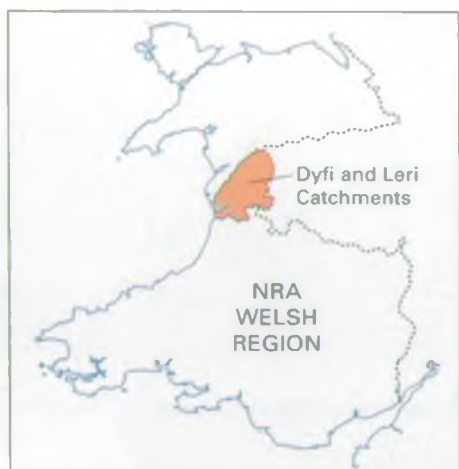 Dyfi and Leri
Catchments
NRA
WELSH
REGION